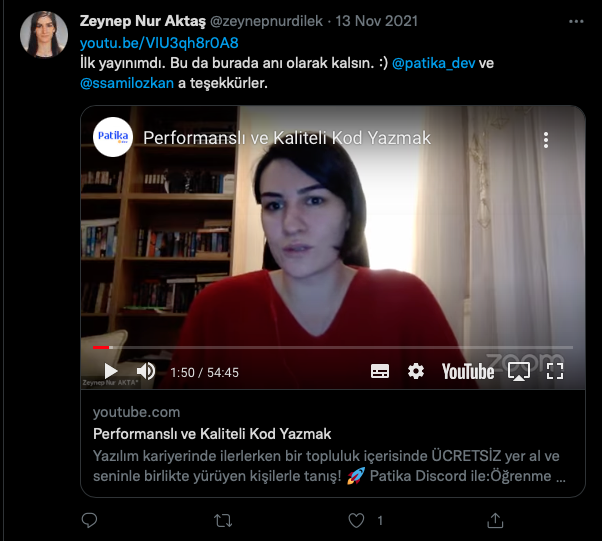 Zeynep Nur Aktaş @zeynepnurdilek · 13 Nov 2021
youtu.be/VlU3qh8r0A8
İlk yayınımdı. Bu da burada anı olarak kalsın. :) @patika_dev ve
@ssamilozkan a teşekkürler.
Patika
Performanslı ve Kaliteli Kod Yazmak
zoom
1:50 / 54:45
YouTube
Zeynep Nur AKTA
youtube.com
Performanslı ve Kaliteli Kod Yazmak
Yazılım kariyerinde ilerlerken bir topluluk içerisinde ÜCRETSİZ yer al ve
seninle birlikte yürüyen kişilerle tanış! 🚀 Patika Discord ile:Öğrenme ...
1